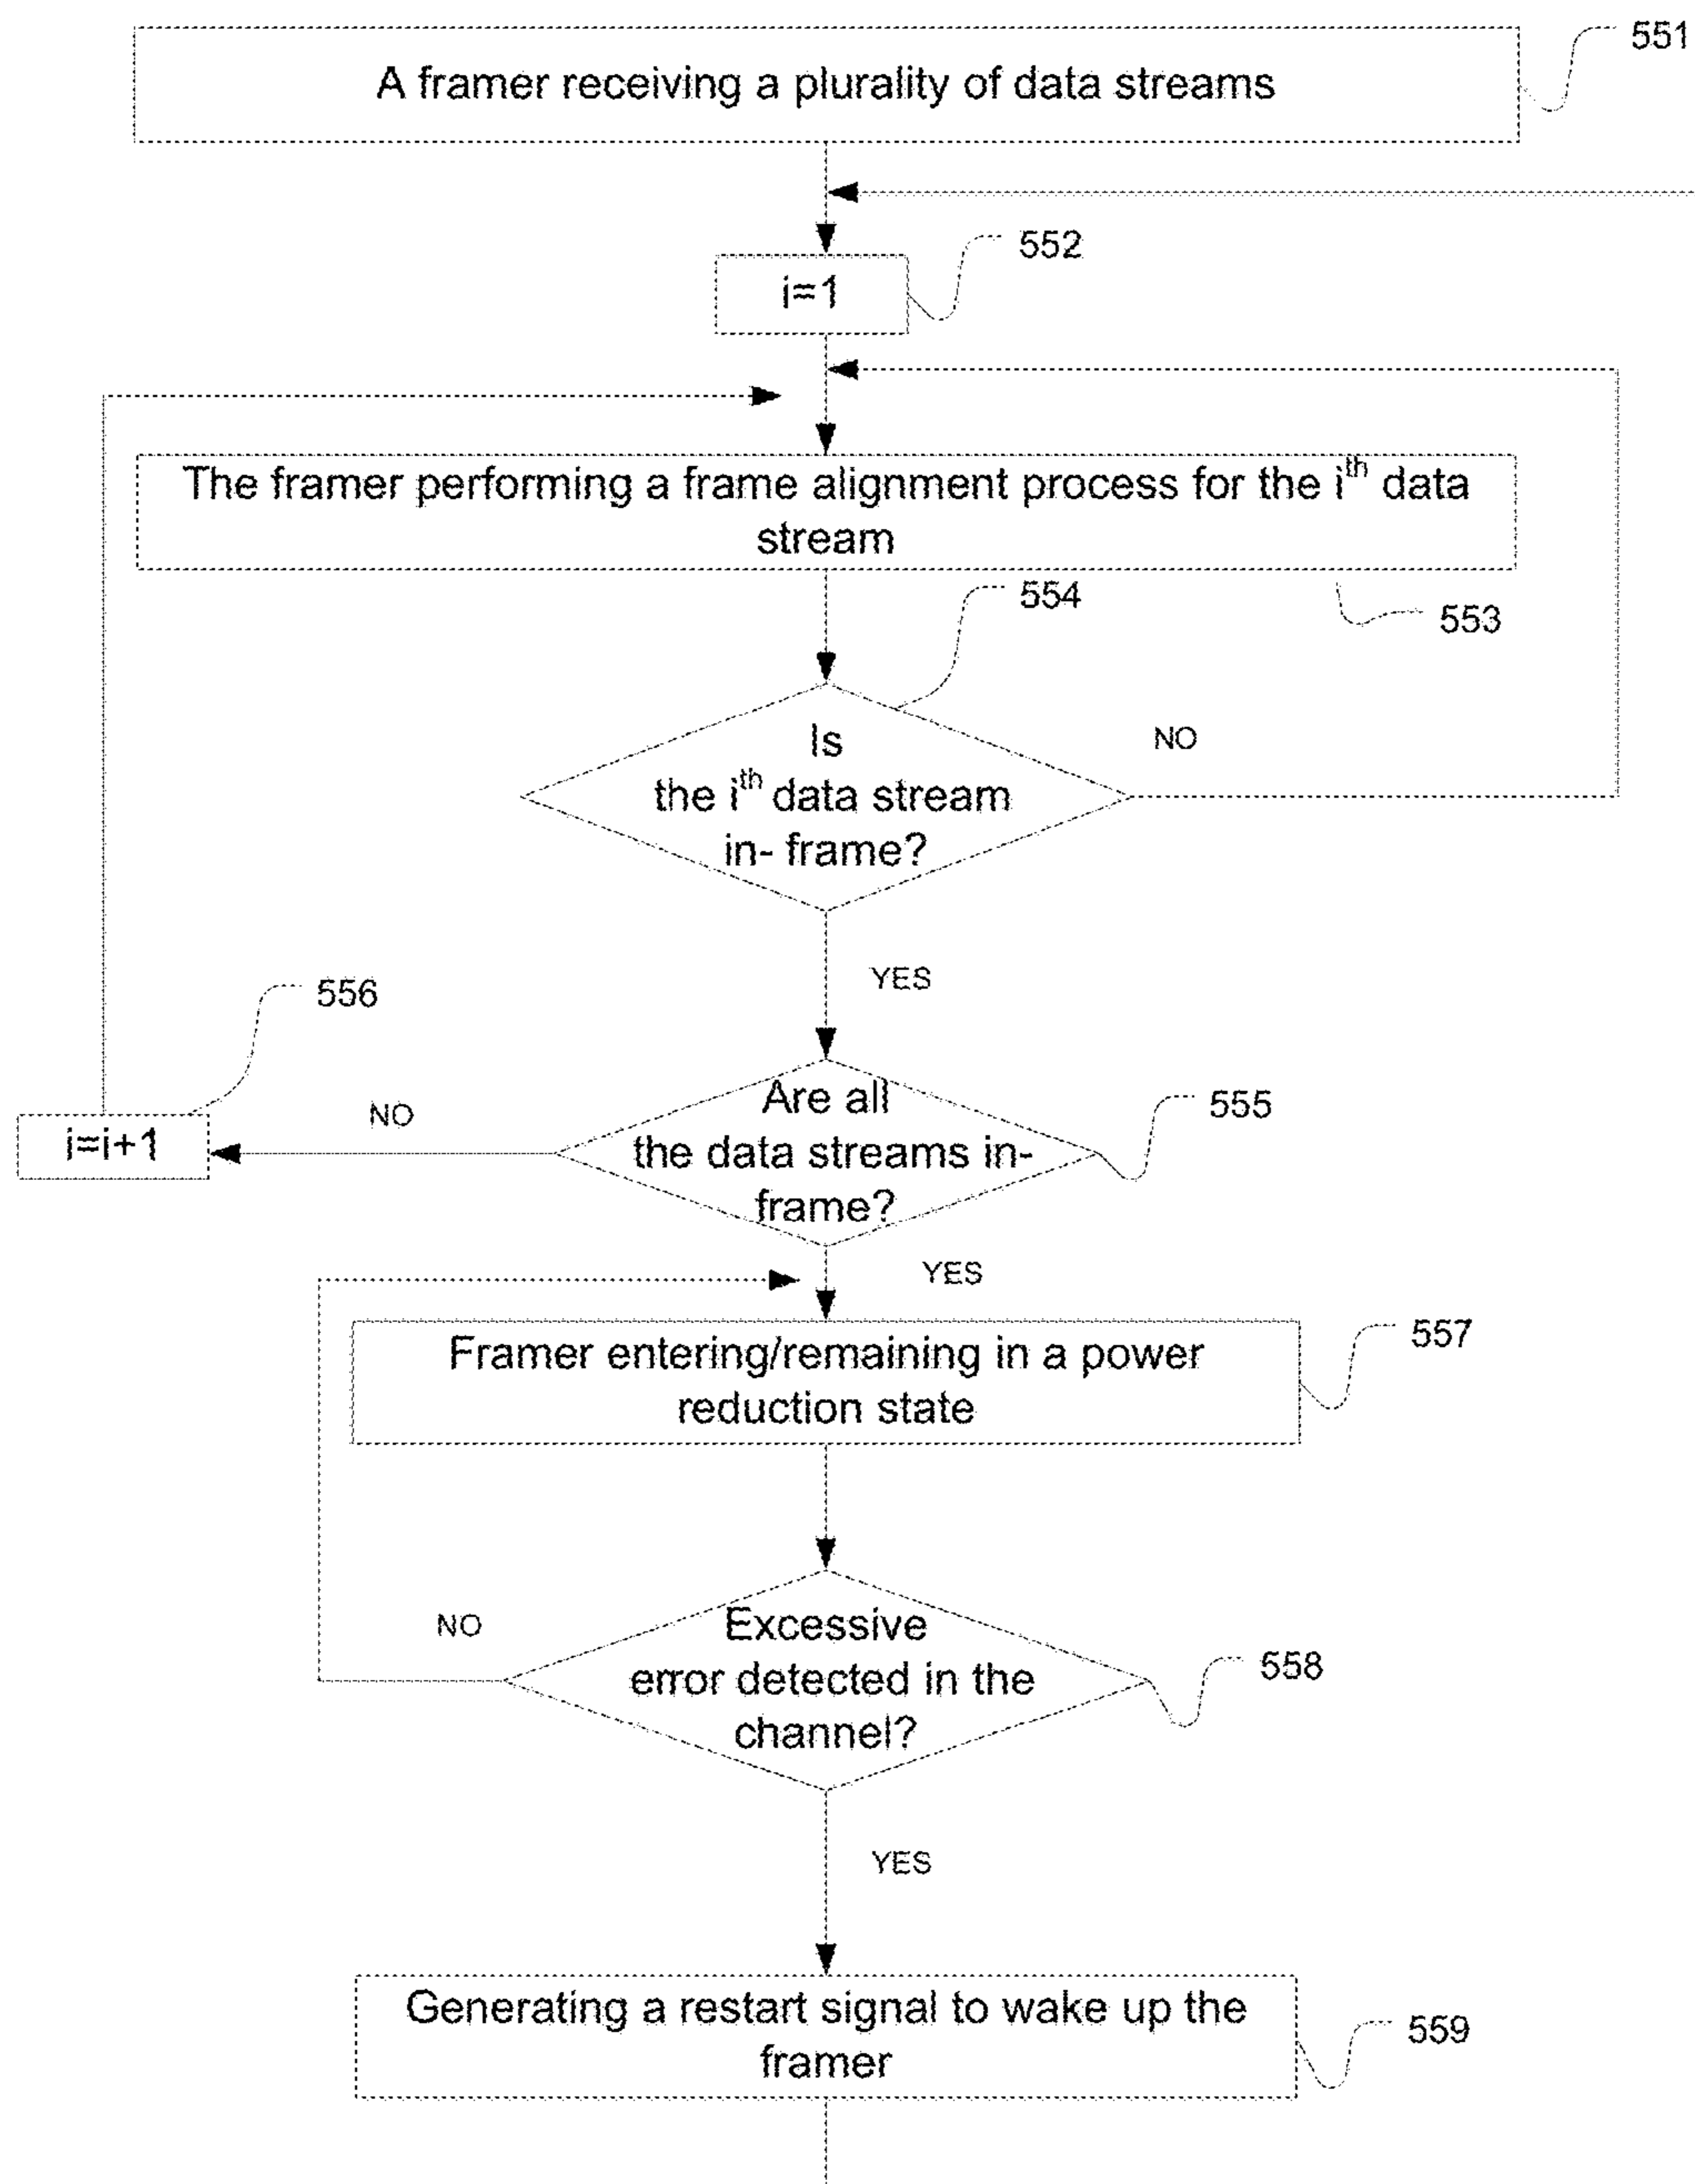 551
A framer receiving a plurality of data streams
552
i=1
The framer performing a frame alignment process for the ith data
stream
554
553
Is
the ith data stream
in- frame?
NO
YES
556
i=i+1
NO
Are all
the data streams in-
frame?
555
YES
Framer entering/remaining in a power
reduction state
557
NO
Excessive
error detected in the
channel?
558
YES
Generating a restart signal to wake up the
framer
559